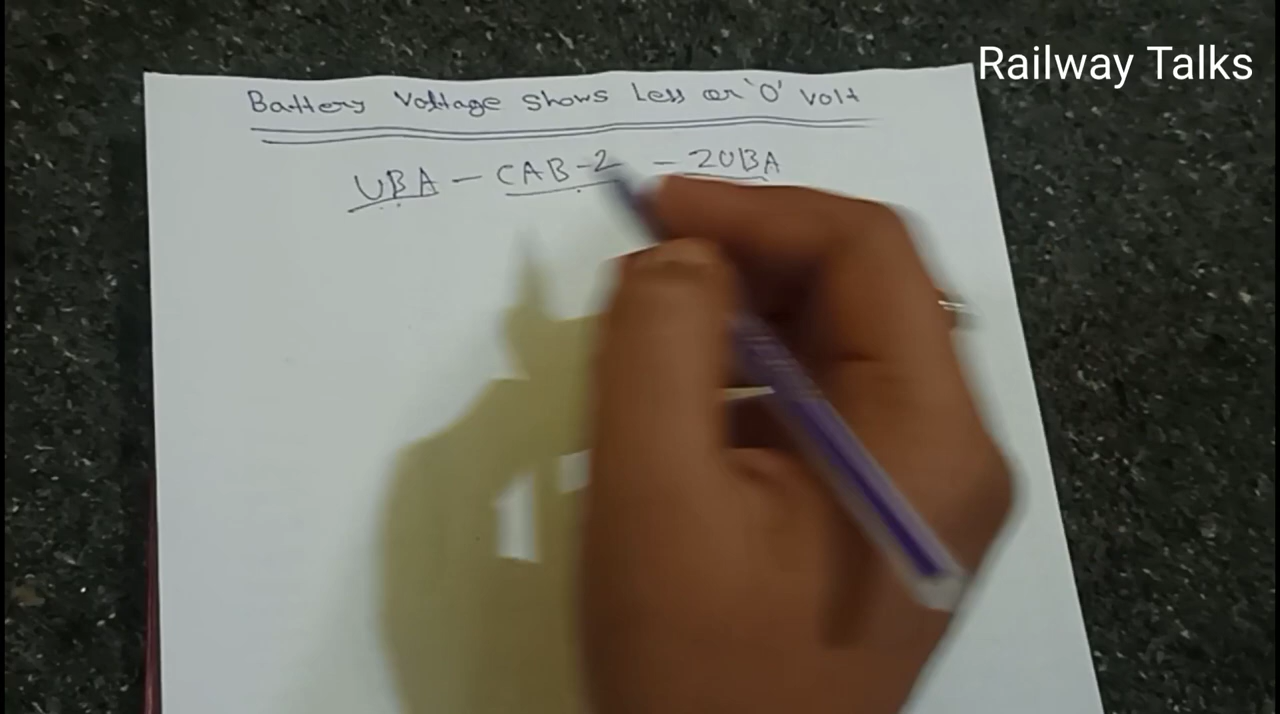 Railway Talks
Battery Voltage shows Less or '0' volt
UBA - CAB-2 - 20BA